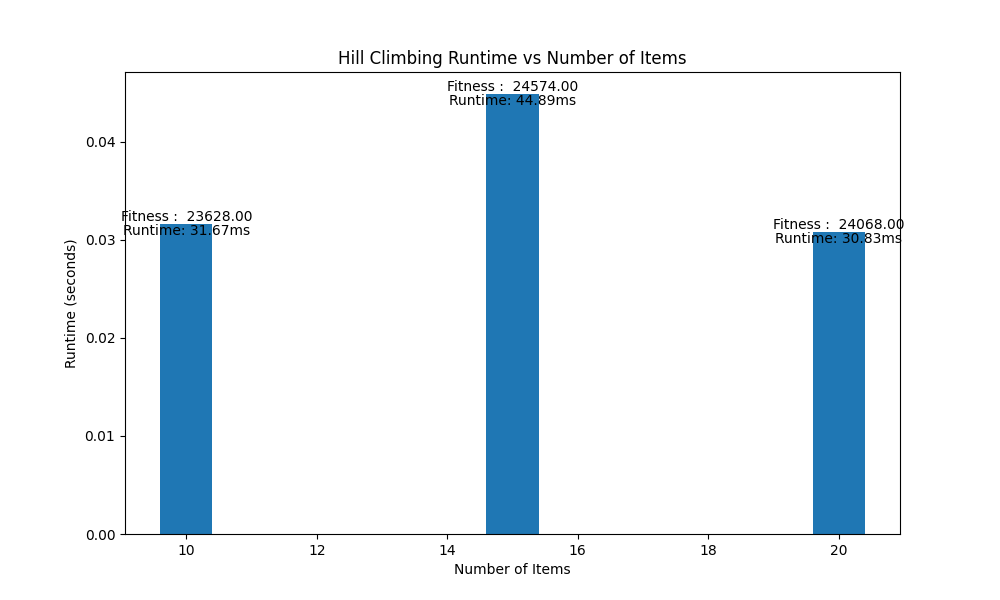 Hill Climbing Runtime vs Number of Items
Fitness :  24574.00
Runtime: 44.89ms
Fitness :  23628.00
Runtime: 31.67ms
Fitness :  24068.00
Runtime: 30.83ms
Runtime (seconds)
0.04
0.03
0.02
0.01
0.00
10 12 14 16 18 20
Number of Items